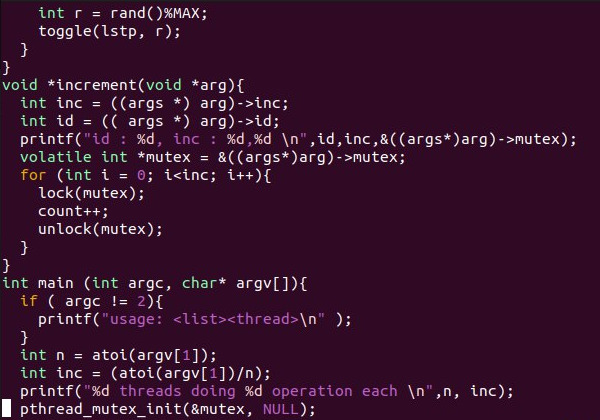 int r = rand()%MAX;
toggle(lstp, r);
}
}
void *increment(void *arg){
int inc = ((args *) arg)->inc;
int id = (( args *) arg)->id;
printf("id : %d, inc : %d,%d \n",id,inc,&((args*)arg)->mutex);
volatile int *mutex = &((args*)arg)->mutex;
for (int i = 0; i<inc; i++){
lock(mutex);
count++;
unlock(mutex);
}
}
int main (int argc, char* argv[]){
if ( argc != 2){
printf("usage: <list><thread>\n" );
}
int n = atoi(argv[1]);
int inc = (atoi(argv[1])/n);
printf("%d threads doing %d operation each \n",n, inc);
pthread_mutex_init(&mutex, NULL);